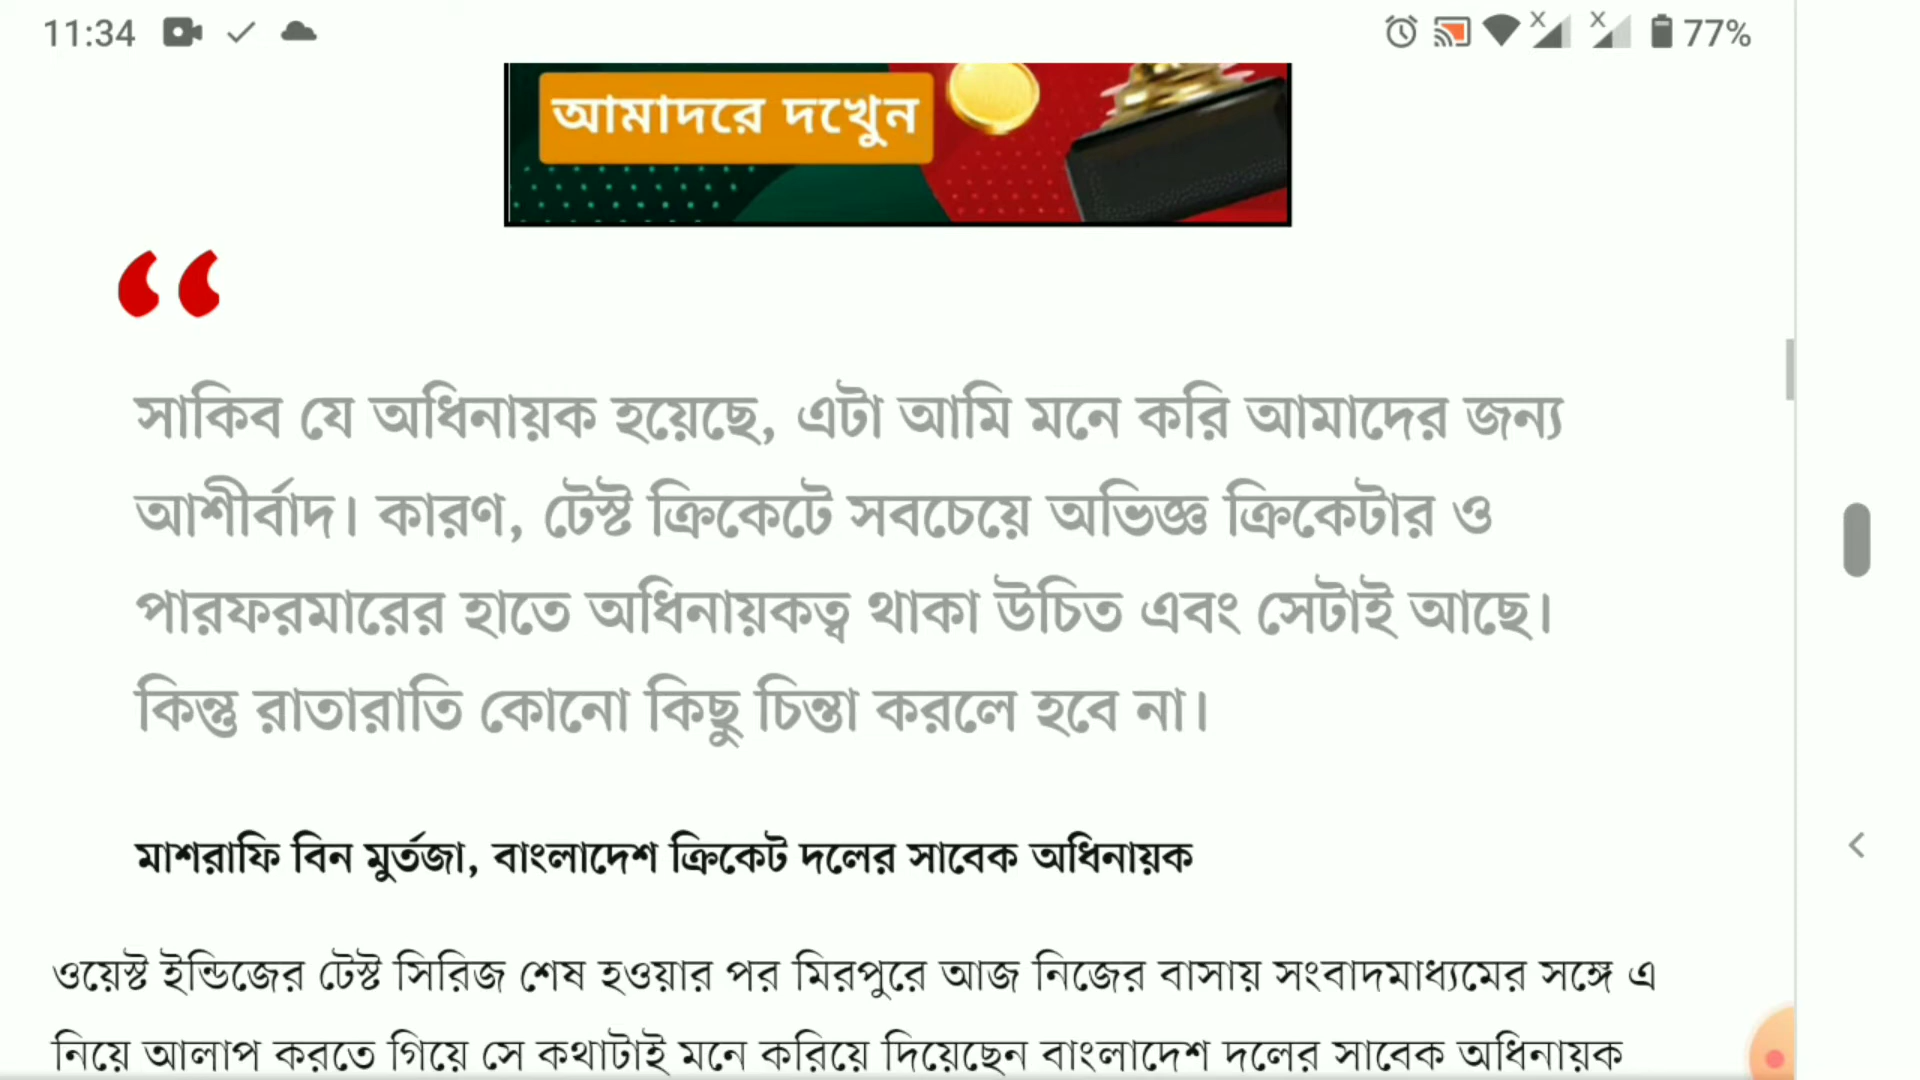 11:34
77%
আমাদরে দখেুন
“
সাকিব যে অধিনায়ক হয়েছে, এটা আমি মনে করি আমাদের জন্য
আশীর্বাদ। কারণ, টেস্ট ক্রিকেটে সবচেয়ে অভিজ্ঞ ক্রিকেটার ও
পারফরমারের হাতে অধিনায়কত্ব থাকা উচিত এবং সেটাই আছে।
কিন্তু রাতারাতি কোনো কিছু চিন্তা করলে হবে না।
মাশরাফি বিন মুর্তজা, বাংলাদেশ ক্রিকেট দলের সাবেক অধিনায়ক
ওয়েস্ট ইন্ডিজের টেস্ট সিরিজ শেষ হওয়ার পর মিরপুরে আজ নিজের বাসায় সংবাদমাধ্যমের সঙ্গে এ
নিয়ে আলাপ করতে গিয়ে সে কথাটাই মনে করিয়ে দিয়েছেন বাংলাদেশ দলের সাবেক অধিনায়ক